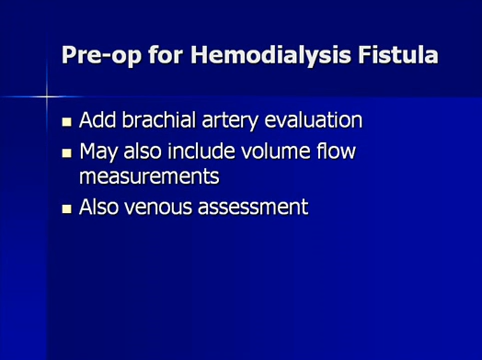 Pre-op for Hemodialysis Fistula
Add brachial artery evaluation
May also include volume flow
measurements
Also venous assessment